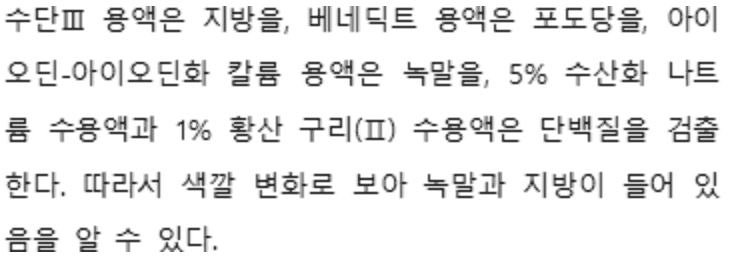 수단Ⅲ 용액은 지방을, 베네딕트 용액은 포도당을, 아이
오딘-아이오딘화 칼륨 용액은 녹말을, 5% 수산화 나트
륨 수용액과 1% 황산 구리(Ⅱ) 수용액은 단백질을 검출
한다. 따라서 색깔 변화로 보아 녹말과 지방이 들어 있
음을 알 수 있다.